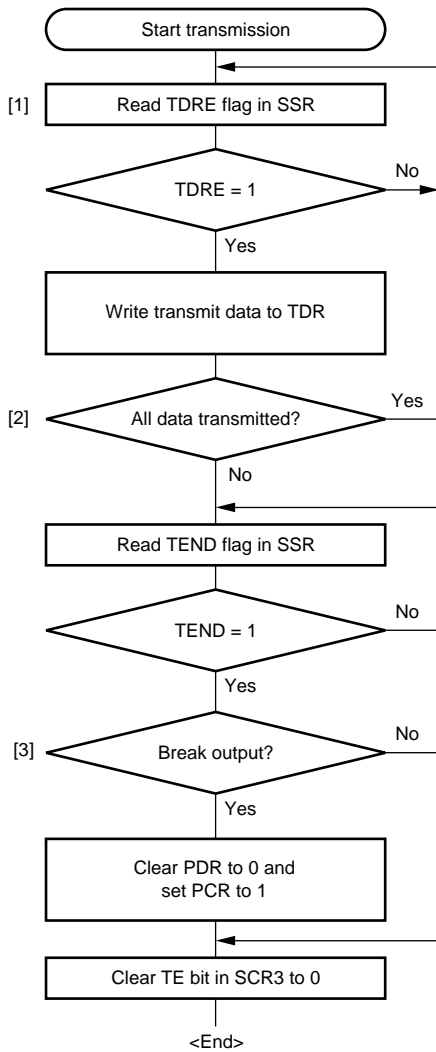 Start transmission
[1]
Read TDRE flag in SSR
No
TDRE = 1
Yes
Write transmit data to TDR
[2]
All data transmitted?
Yes
No
Read TEND flag in SSR
No
TEND = 1
Yes
[3]
Break output?
No
Yes
Clear PDR to 0 and
set PCR to 1
Clear TE bit in SCR3 to 0
<End>